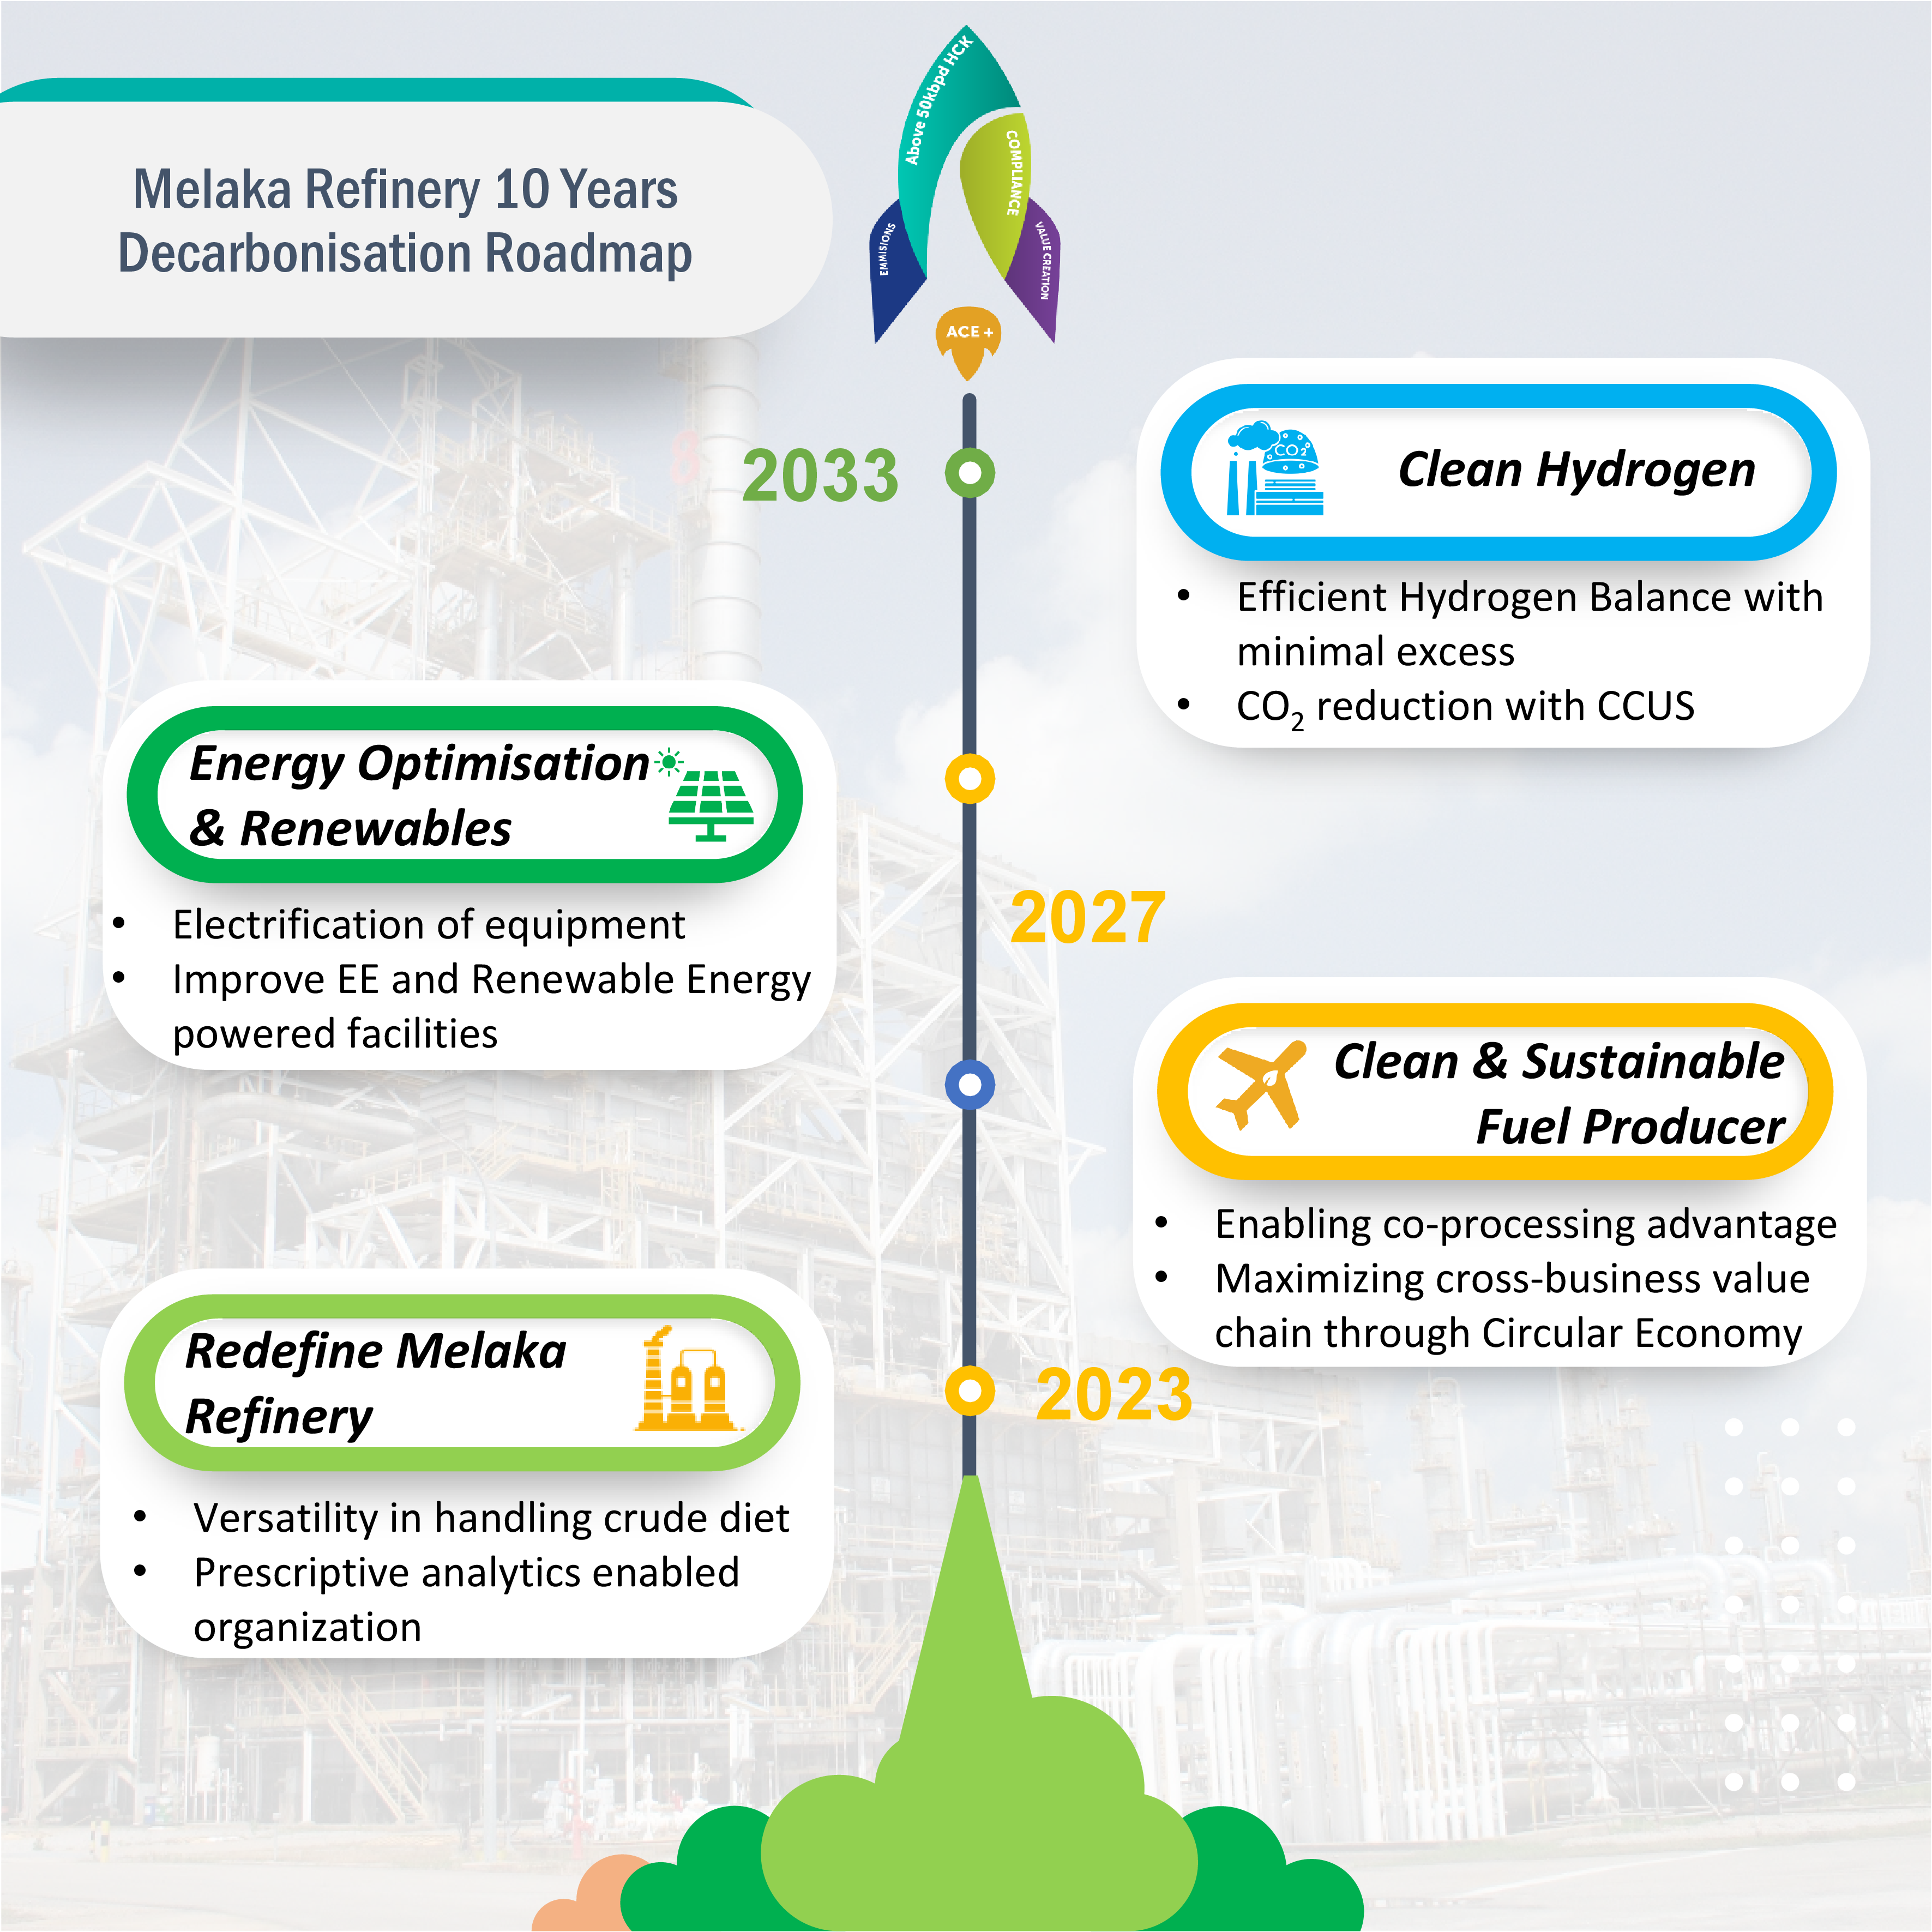 Melaka Refinery 10 Years
Decarbonisation Roadmap
Above 50kbpd HCK
COMPLIANCE
EMMISIONS
VALUE CREATION
ACE +
2033
CO2
Clean Hydrogen
• Efficient Hydrogen Balance with
minimal excess
• CO₂ reduction with CCUS
Energy Optimisation
& Renewables
• Electrification of equipment
• Improve EE and Renewable Energy
powered facilities
2027
Clean & Sustainable
Fuel Producer
• Enabling co-processing advantage
• Maximizing cross-business value
chain through Circular Economy
2023
Redefine Melaka
Refinery
• Versatility in handling crude diet
• Prescriptive analytics enabled
organization